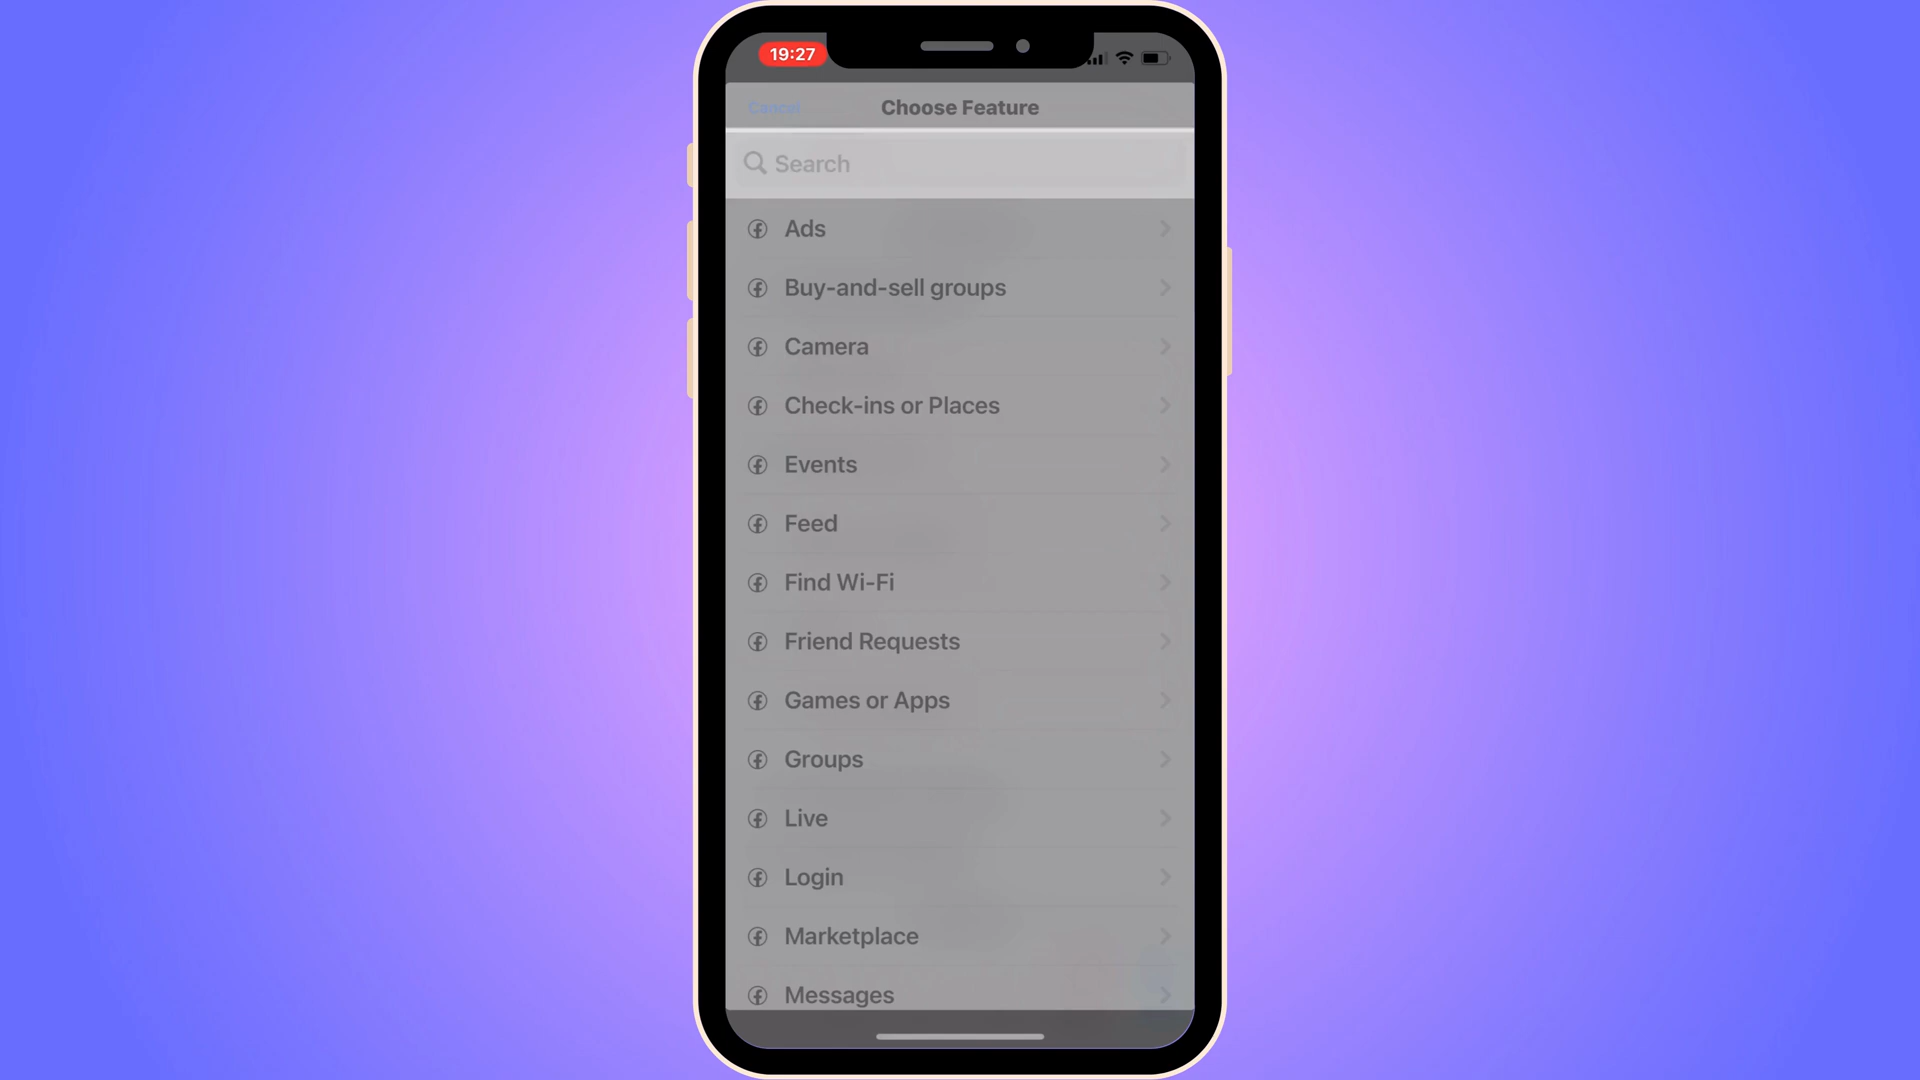 19:27
Cancel
Choose Feature
Search
Ads
Buy-and-sell groups
Camera
Check-ins or Places
Events
Feed
Find Wi-Fi
Friend Requests
Games or Apps
Groups
Live
Login
Marketplace
Messages